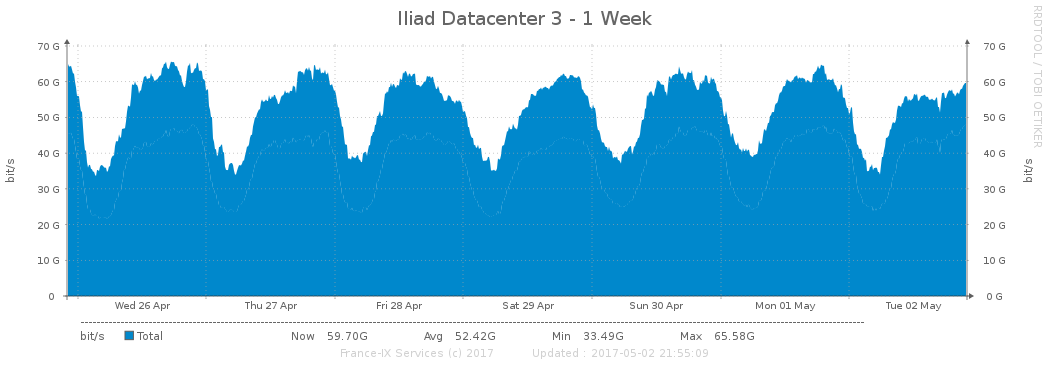 Iliad Datacenter 3 - 1 Week
RRDTOOL / TOBI OETIKER
bit/s
bit/s
70 G 70 G
60 G 60 G
50 G 50 G
40 G 40 G
30 G 30 G
20 G 20 G
10 G 10 G
0 0 G
Wed 26 Apr Thu 27 Apr Fri 28 Apr Sat 29 Apr Sun 30 Apr Mon 01 May Tue 02 May
bit/s Total Now 59.70G Avg 52.42G Min 33.49G Max 65.58G
France-IX Services (c) 2017 Updated : 2017-05-02 21:55:09